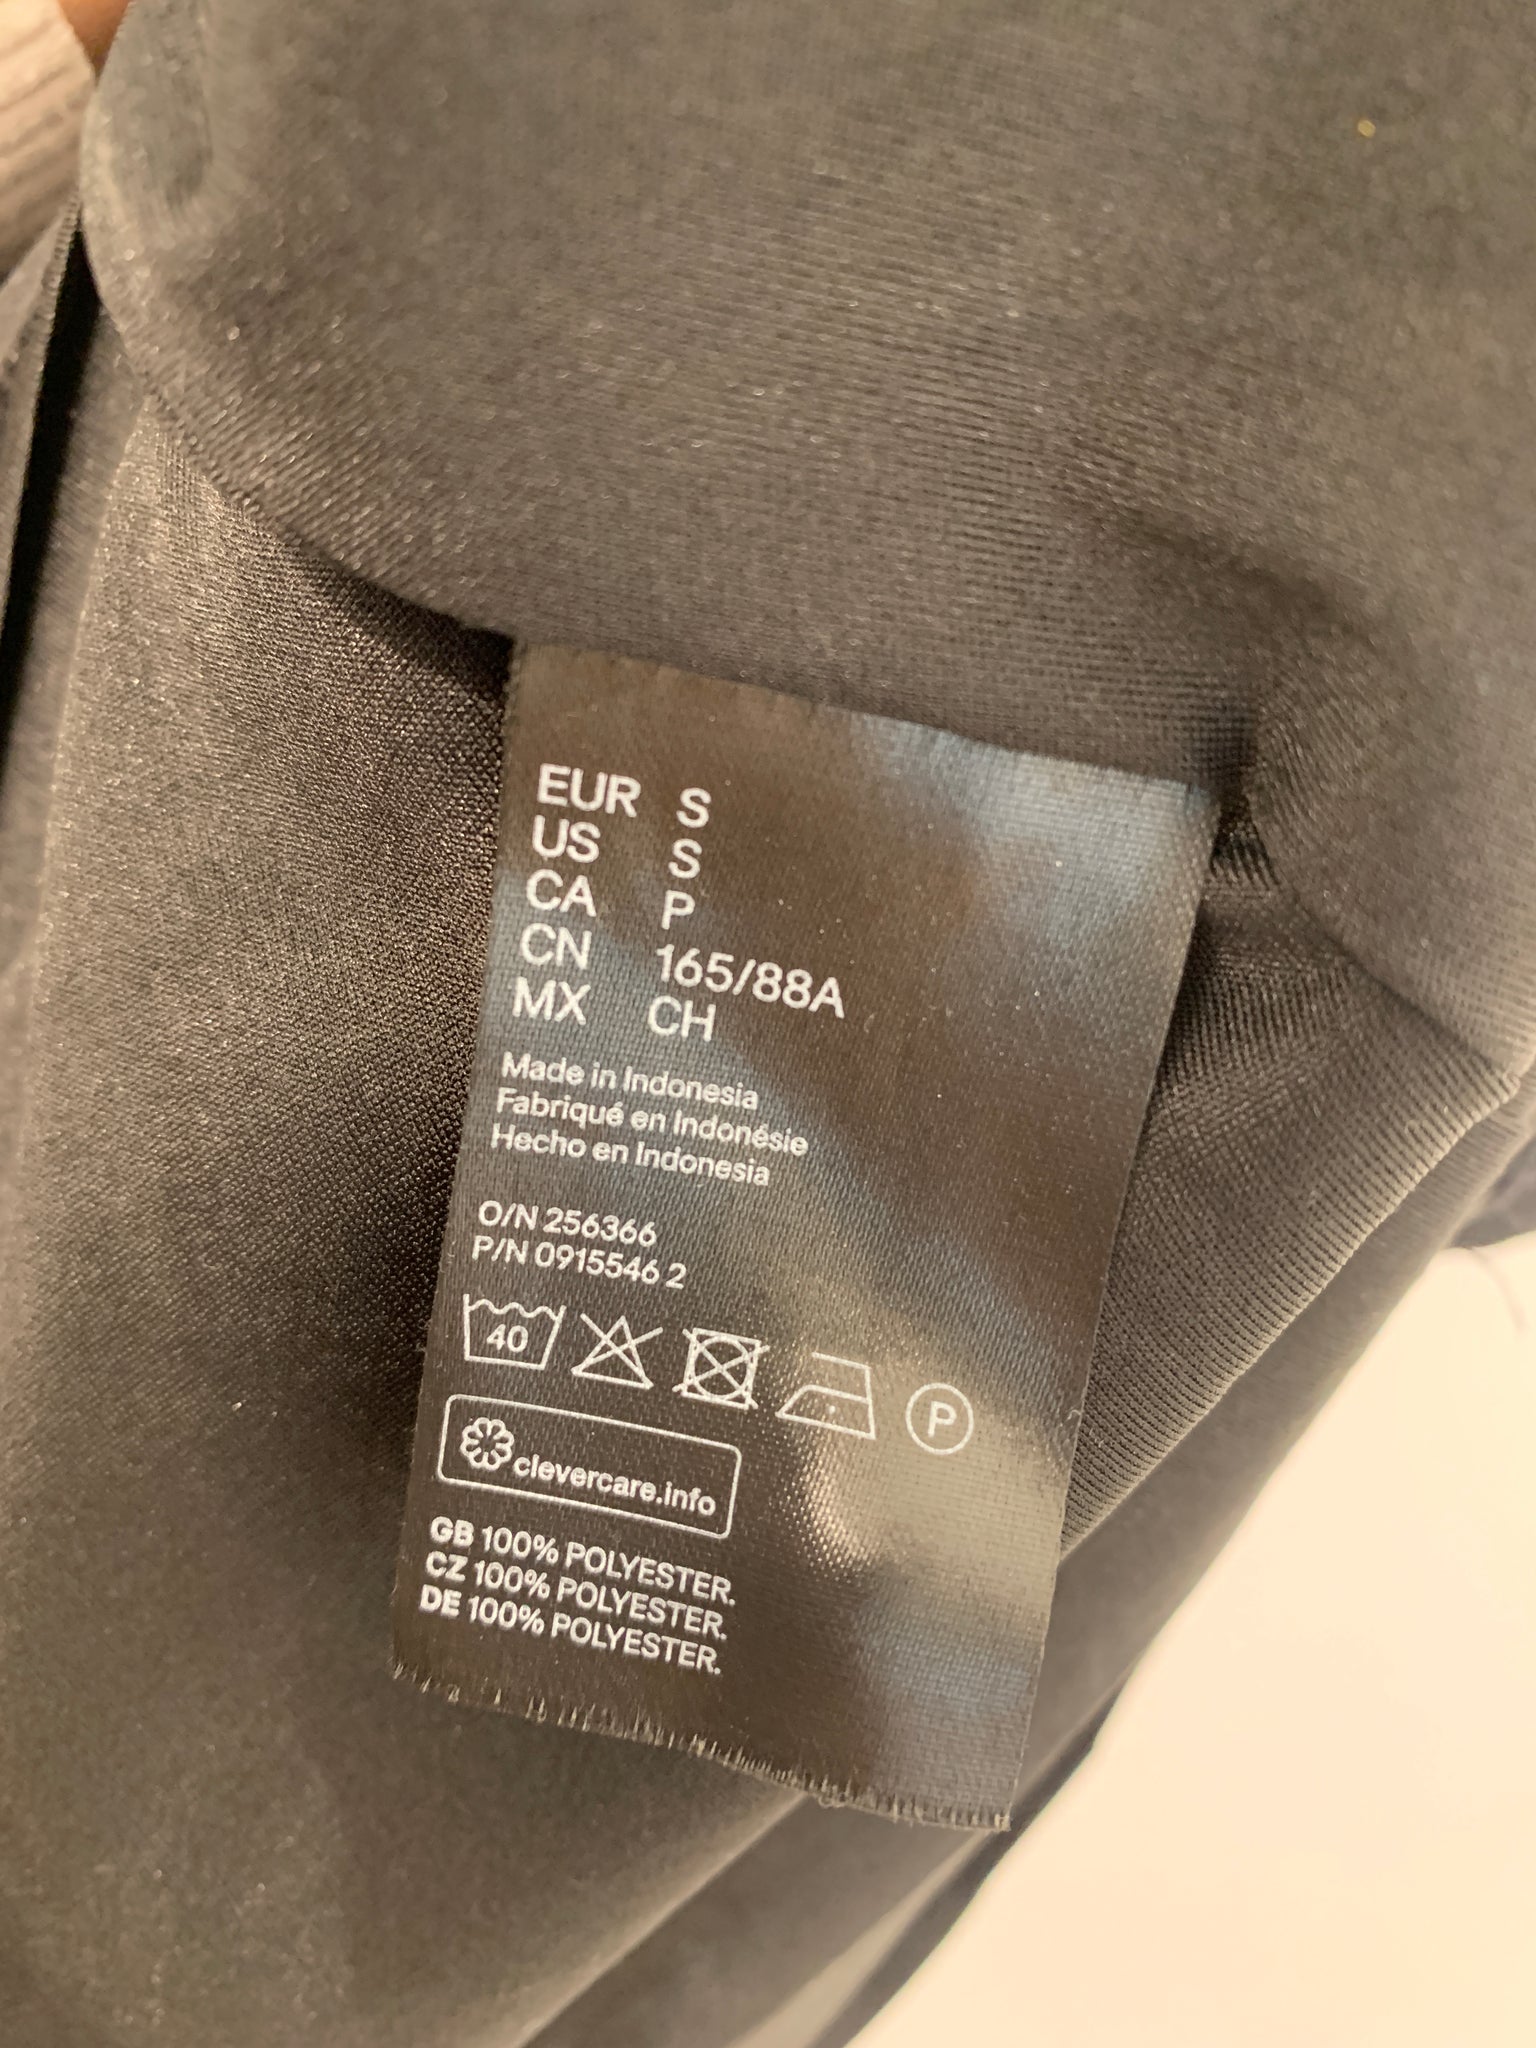 EUR S
US S
CA P
CN 165/88A
MX CH
Made in Indonesia
Fabriqué en Indonésie
Hecho en Indonesia
O/N 256366
P/N 0915546 2
40
P
clevercare.info
GB 100% POLYESTER.
CZ 100% POLYESTER.
DE 100% POLYESTER.